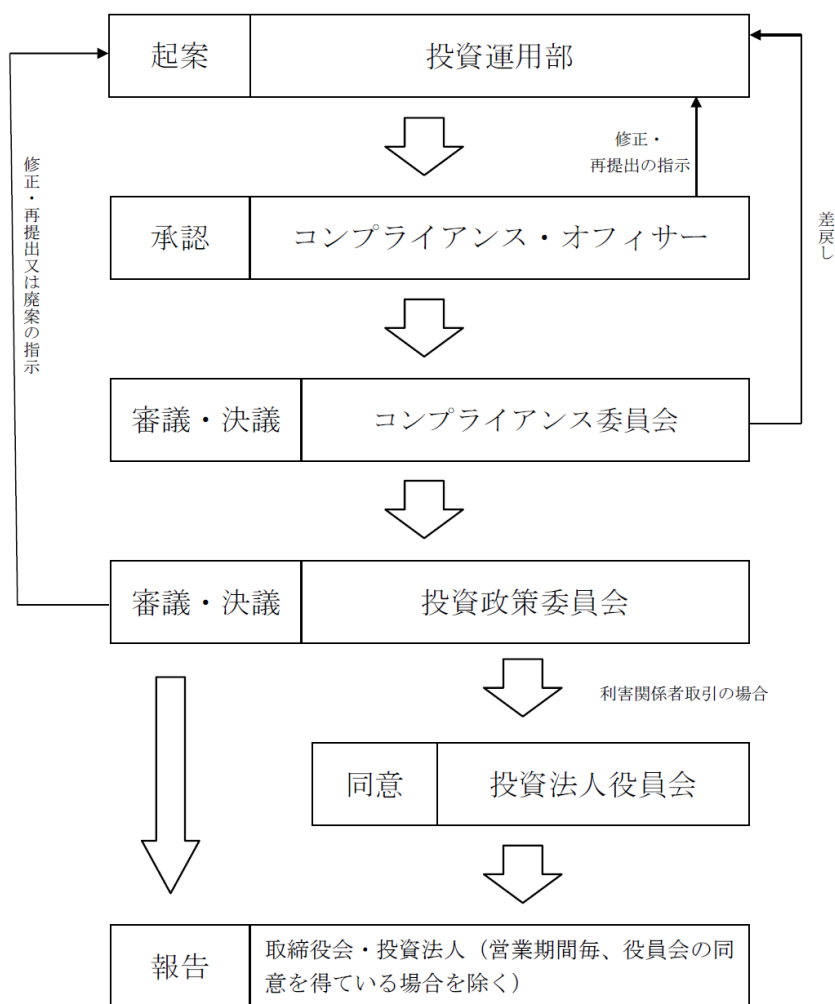 起案 投資運用部
修正・
再提出の指示
修正・再提出又は廃案の指示
差戻し
承認 コンプライアンス・オフィサー
審議・決議 コンプライアンス委員会
審議・決議 投資政策委員会
利害関係者取引の場合
同意 投資法人役員会
報告 取締役会・投資法人（営業期間毎、役員会の同
意を得ている場合を除く）